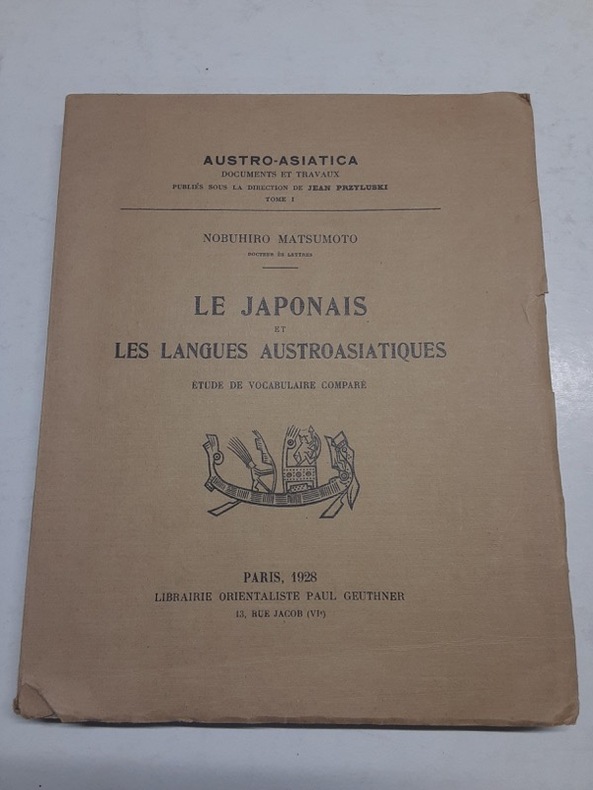 AUSTRO-ASIATICA
DOCUMENTS ET TRAVAUX
PUBLIÉS SOUS LA DIRECTION DE JEAN PRZYLUSKI
TOME I
NOBUHIRO MATSUMOTO
DOCTEUR ÈS LETTRES
LE JAPONAIS
ET
LES LANGUES AUSTROASIATIQUES
ÉTUDE DE VOCABULAIRE COMPARÉ
PARIS, 1928
LIBRAIRIE ORIENTALISTE PAUL GEUTHNER
13, RUE JACOB (VIᵉ)